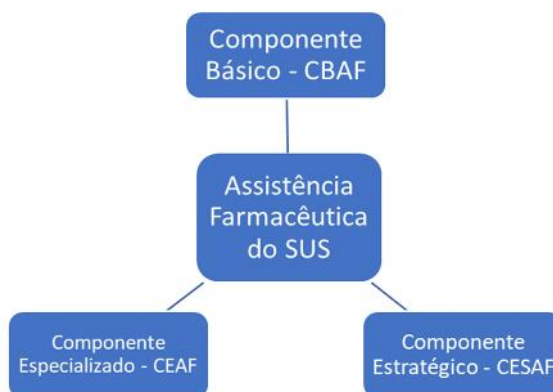 Componente
Básico - CBAF
Assistência
Farmacêutica
do SUS
Componente
Especializado - CEAF
Componente
Estratégico - CESAF